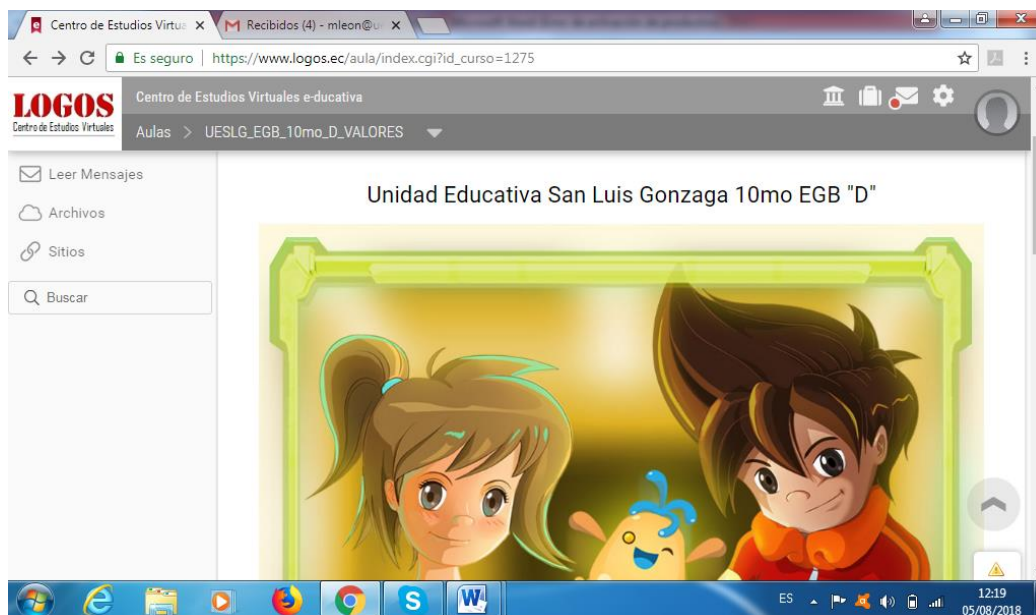 Centro de Estudios Virtua
Recibidos (4) - mleon@u
Es seguro
https://www.logos.ec/aula/index.cgi?id_curso=1275
LOGOS
Centro de Estudios Virtuales
Centro de Estudios Virtuales e-ducativa
Aulas > UESLG_EGB_10mo_D_VALORES
Leer Mensajes
Archivos
Sitios
Buscar
Unidad Educativa San Luis Gonzaga 10mo EGB "D"
ES
12:19
05/08/2018